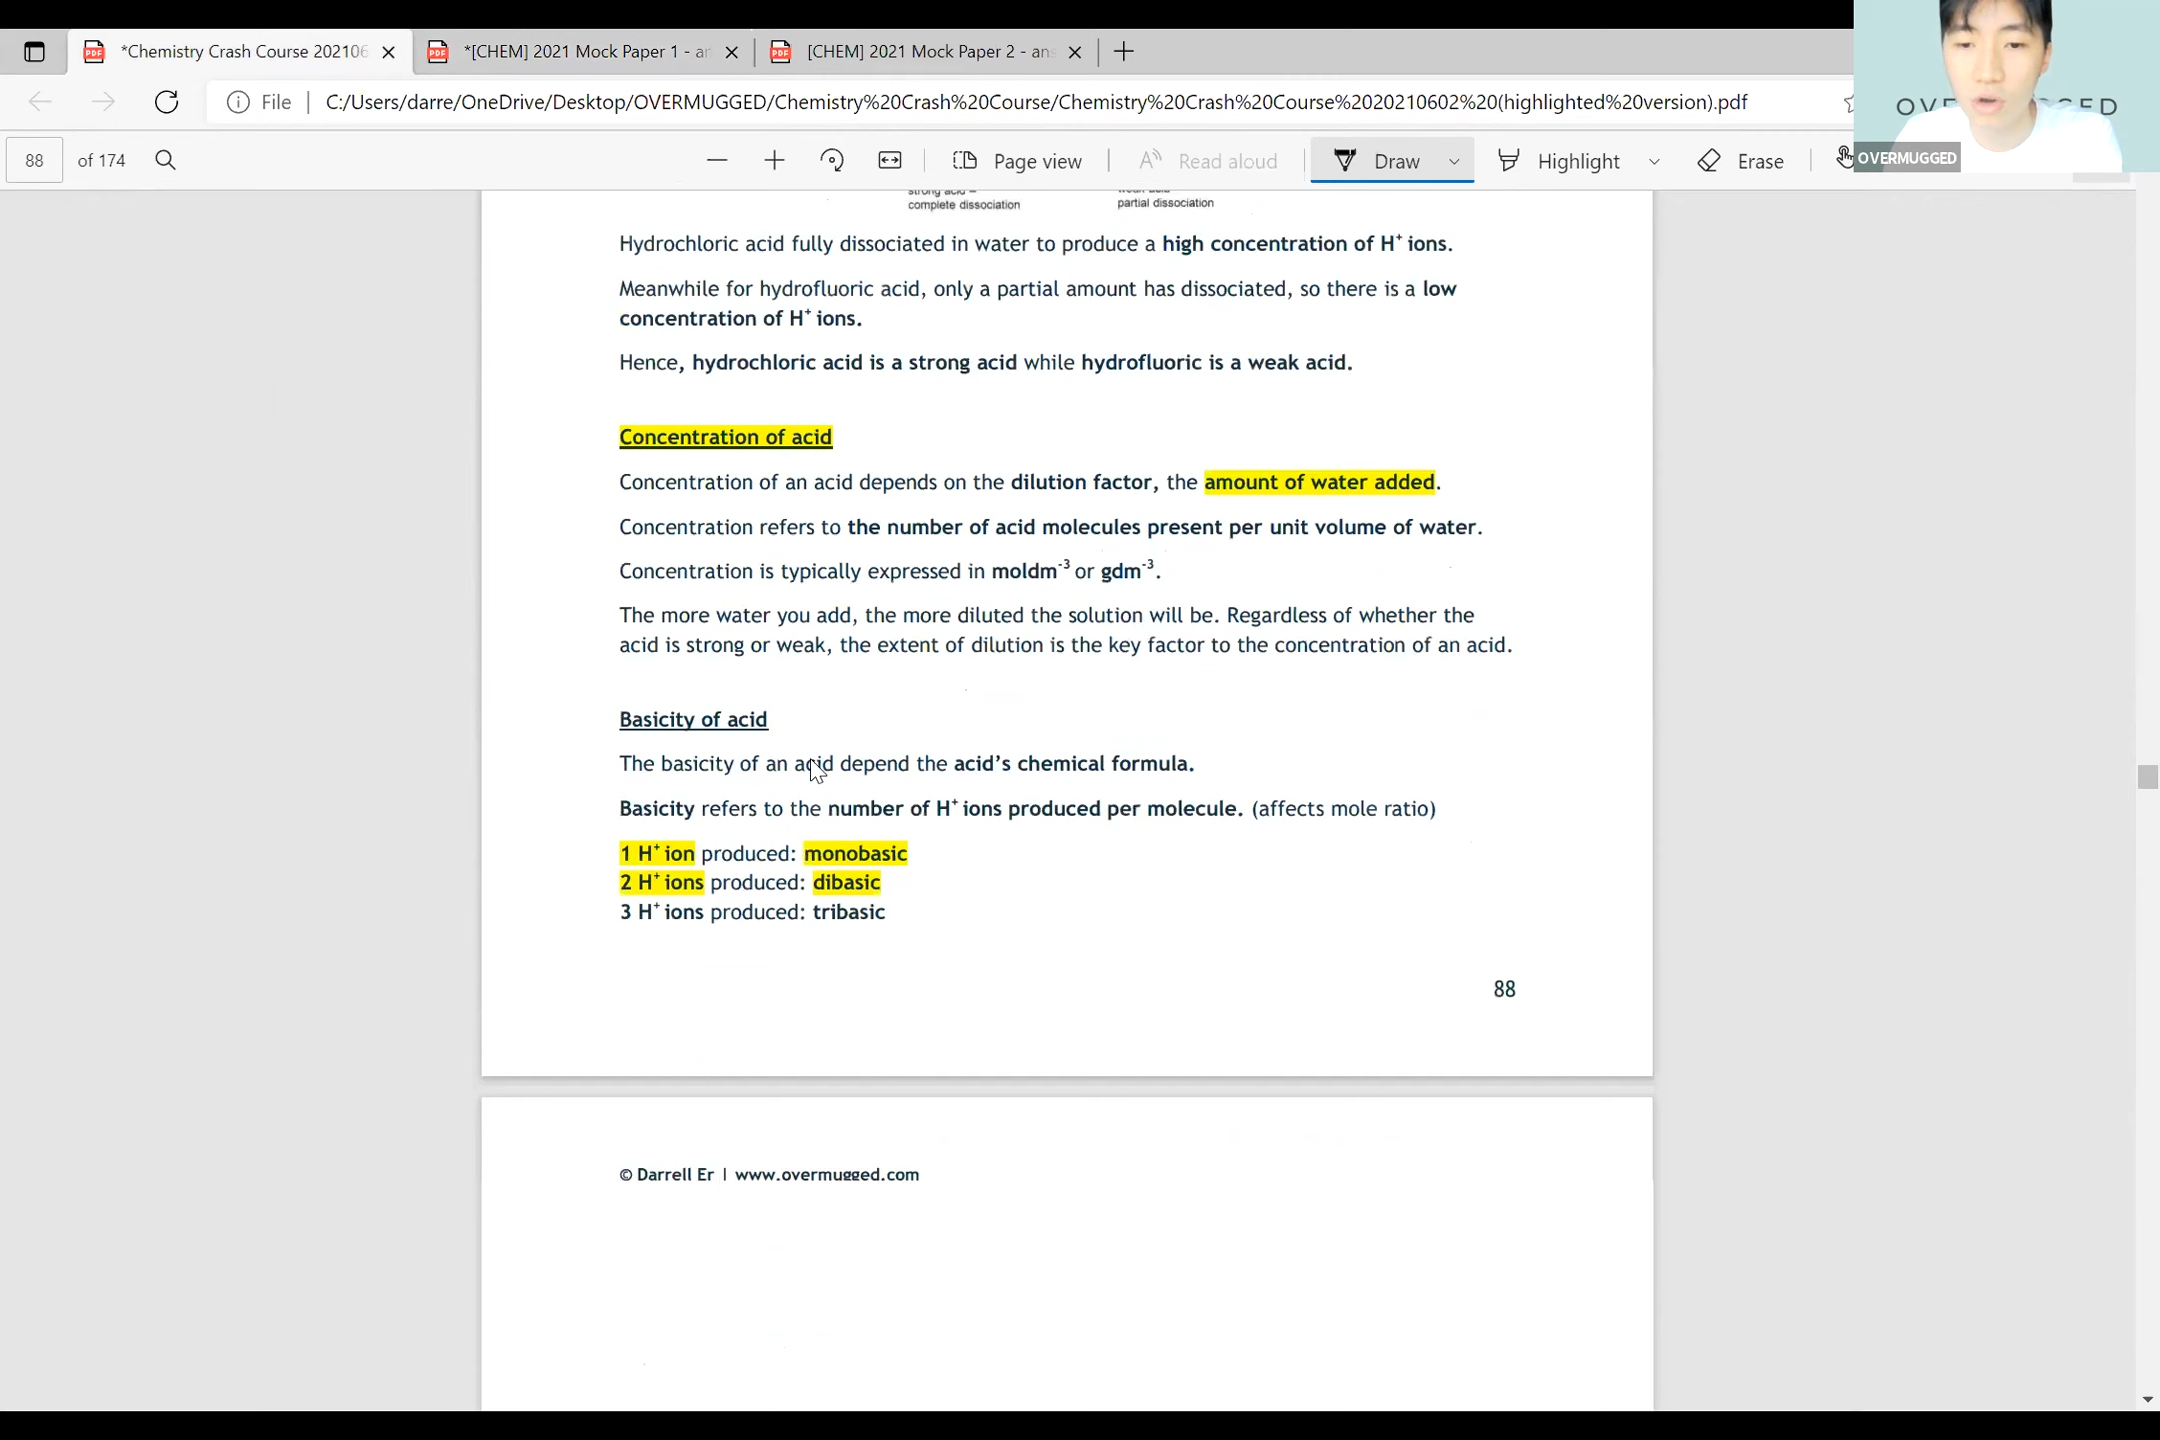 *Chemistry Crash Course 202106
*[CHEM] 2021 Mock Paper 1 - an
[CHEM] 2021 Mock Paper 2 - ans
File
C:/Users/darre/OneDrive/Desktop/OVERMUGGED/Chemistry%20Crash%20Course/Chemistry%20Crash%20Course%2020210602%20(highlighted%20version).pdf
OVERMUGGED
88 of 174
Page view
Read aloud
Draw
Highlight
Erase
strong acid =
complete dissociation
weak acid
partial dissociation
Hydrochloric acid fully dissociated in water to produce a high concentration of H⁺ ions.
Meanwhile for hydrofluoric acid, only a partial amount has dissociated, so there is a low
concentration of H⁺ ions.
Hence, hydrochloric acid is a strong acid while hydrofluoric is a weak acid.
Concentration of acid
Concentration of an acid depends on the dilution factor, the amount of water added.
Concentration refers to the number of acid molecules present per unit volume of water.
Concentration is typically expressed in moldm⁻³ or gdm⁻³.
The more water you add, the more diluted the solution will be. Regardless of whether the
acid is strong or weak, the extent of dilution is the key factor to the concentration of an acid.
Basicity of acid
The basicity of an acid depend the acid's chemical formula.
Basicity refers to the number of H⁺ ions produced per molecule. (affects mole ratio)
1 H⁺ ion produced: monobasic
2 H⁺ ions produced: dibasic
3 H⁺ ions produced: tribasic
88
© Darrell Er | www.overmugged.com